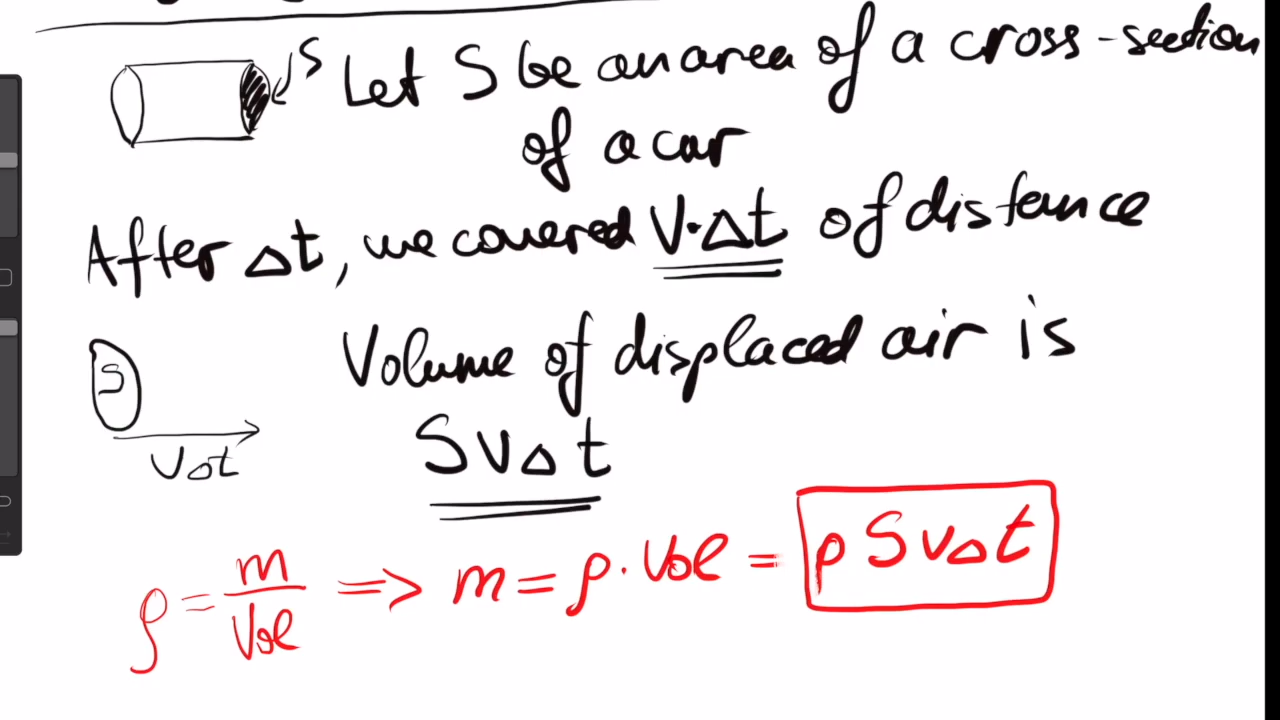 S Let S be an area of a cross-section
of a car
After Δt, we covered V·Δt of distance
Volume of displaced air is
S
VΔt
SVΔt
ρ = m/Vol => m = ρ·Vol = ρSVΔt